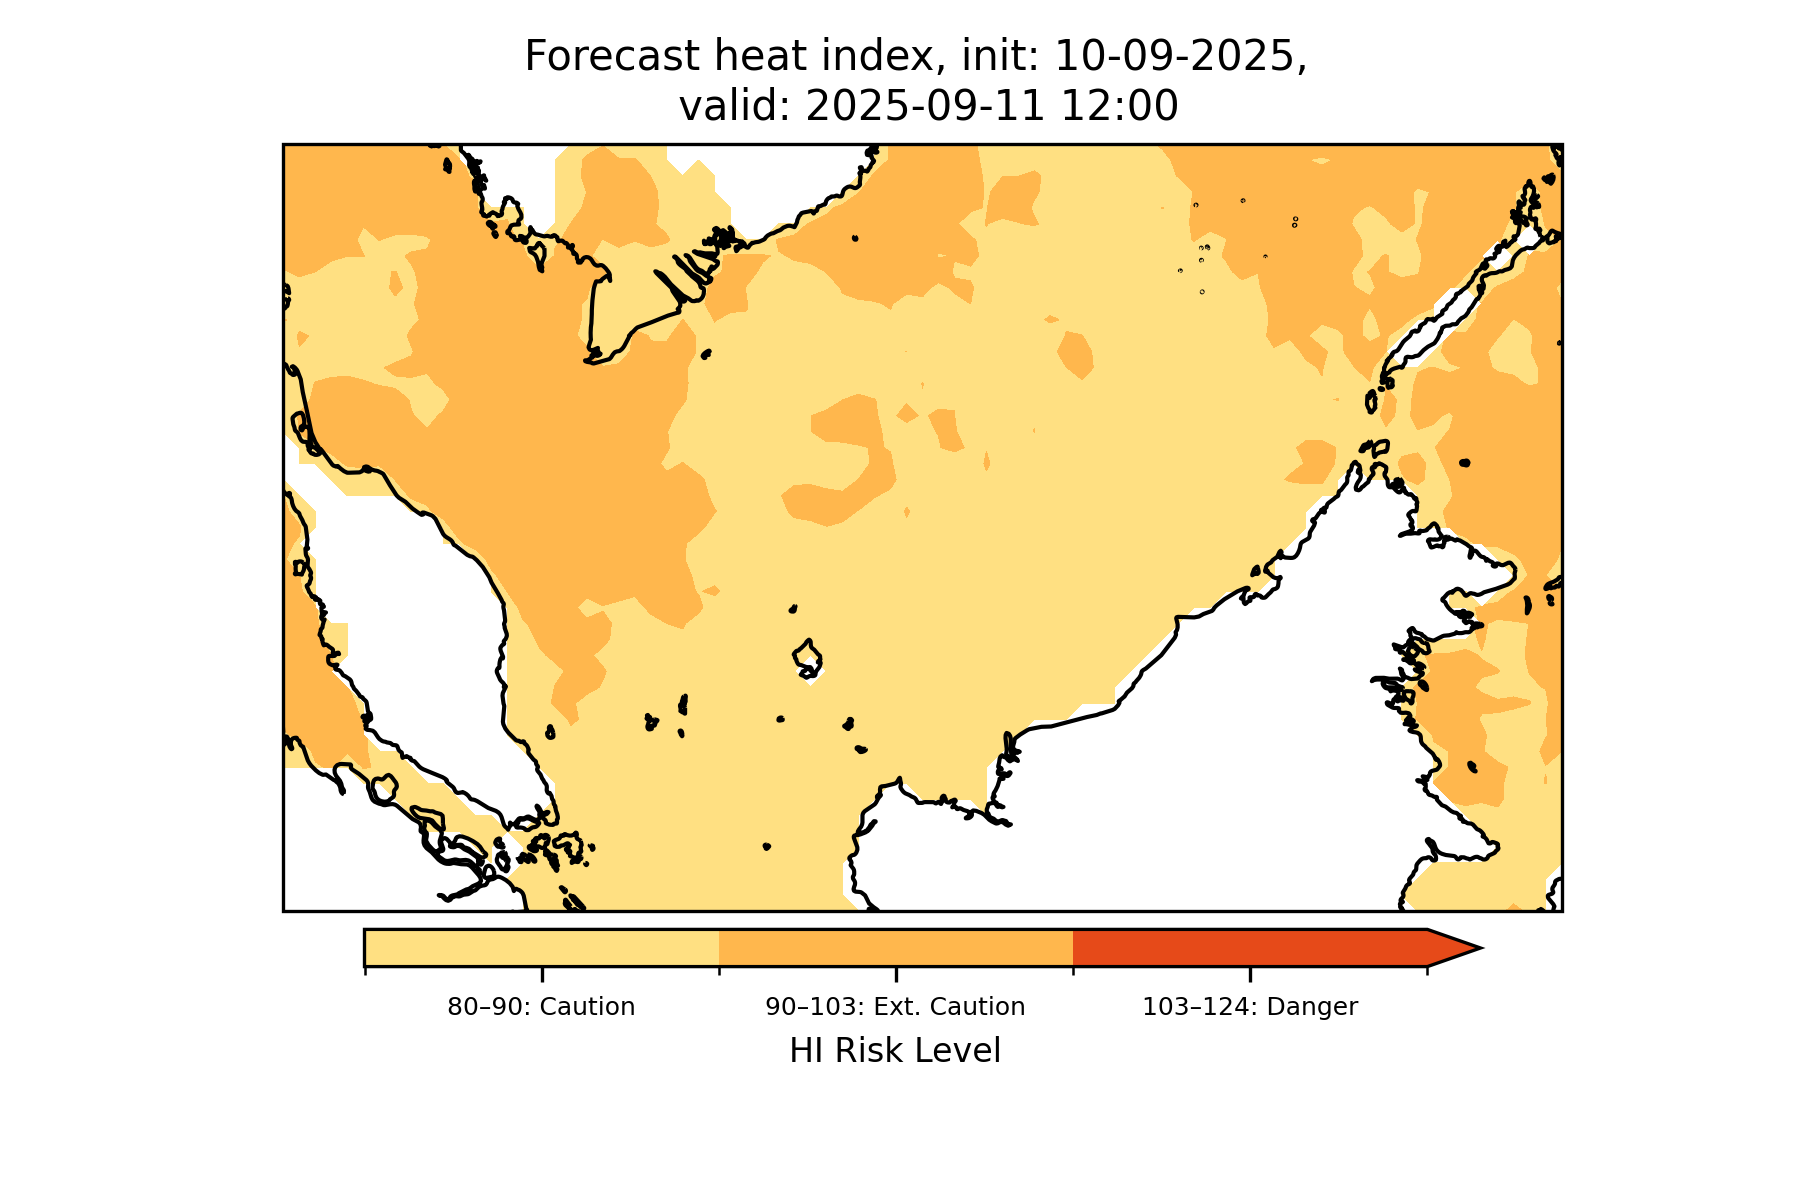 Forecast heat index, init: 10-09-2025,
valid: 2025-09-11 12:00
80–90: Caution
90–103: Ext. Caution
103–124: Danger
HI Risk Level